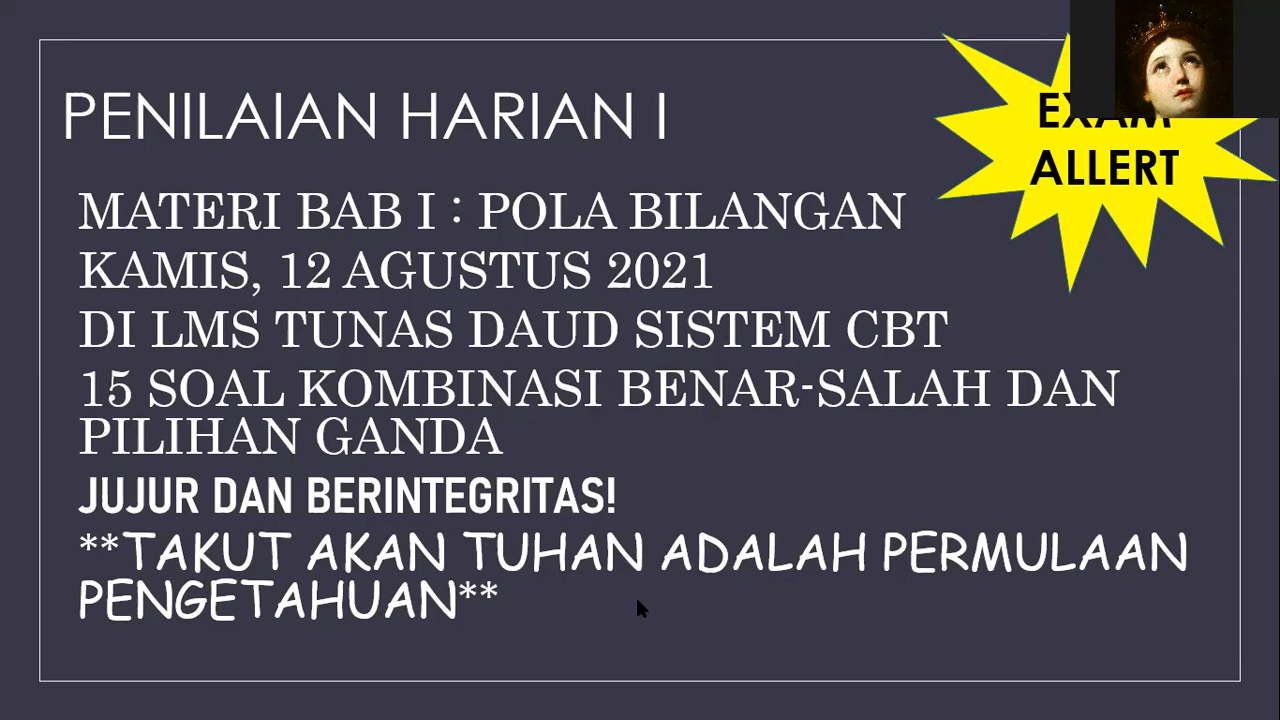 PENILAIAN HARIAN I
EXAM
ALLERT
MATERI BAB I : POLA BILANGAN
KAMIS, 12 AGUSTUS 2021
DI LMS TUNAS DAUD SISTEM CBT
15 SOAL KOMBINASI BENAR-SALAH DAN
PILIHAN GANDA
JUJUR DAN BERINTEGRITAS!
**TAKUT AKAN TUHAN ADALAH PERMULAAN
PENGETAHUAN**